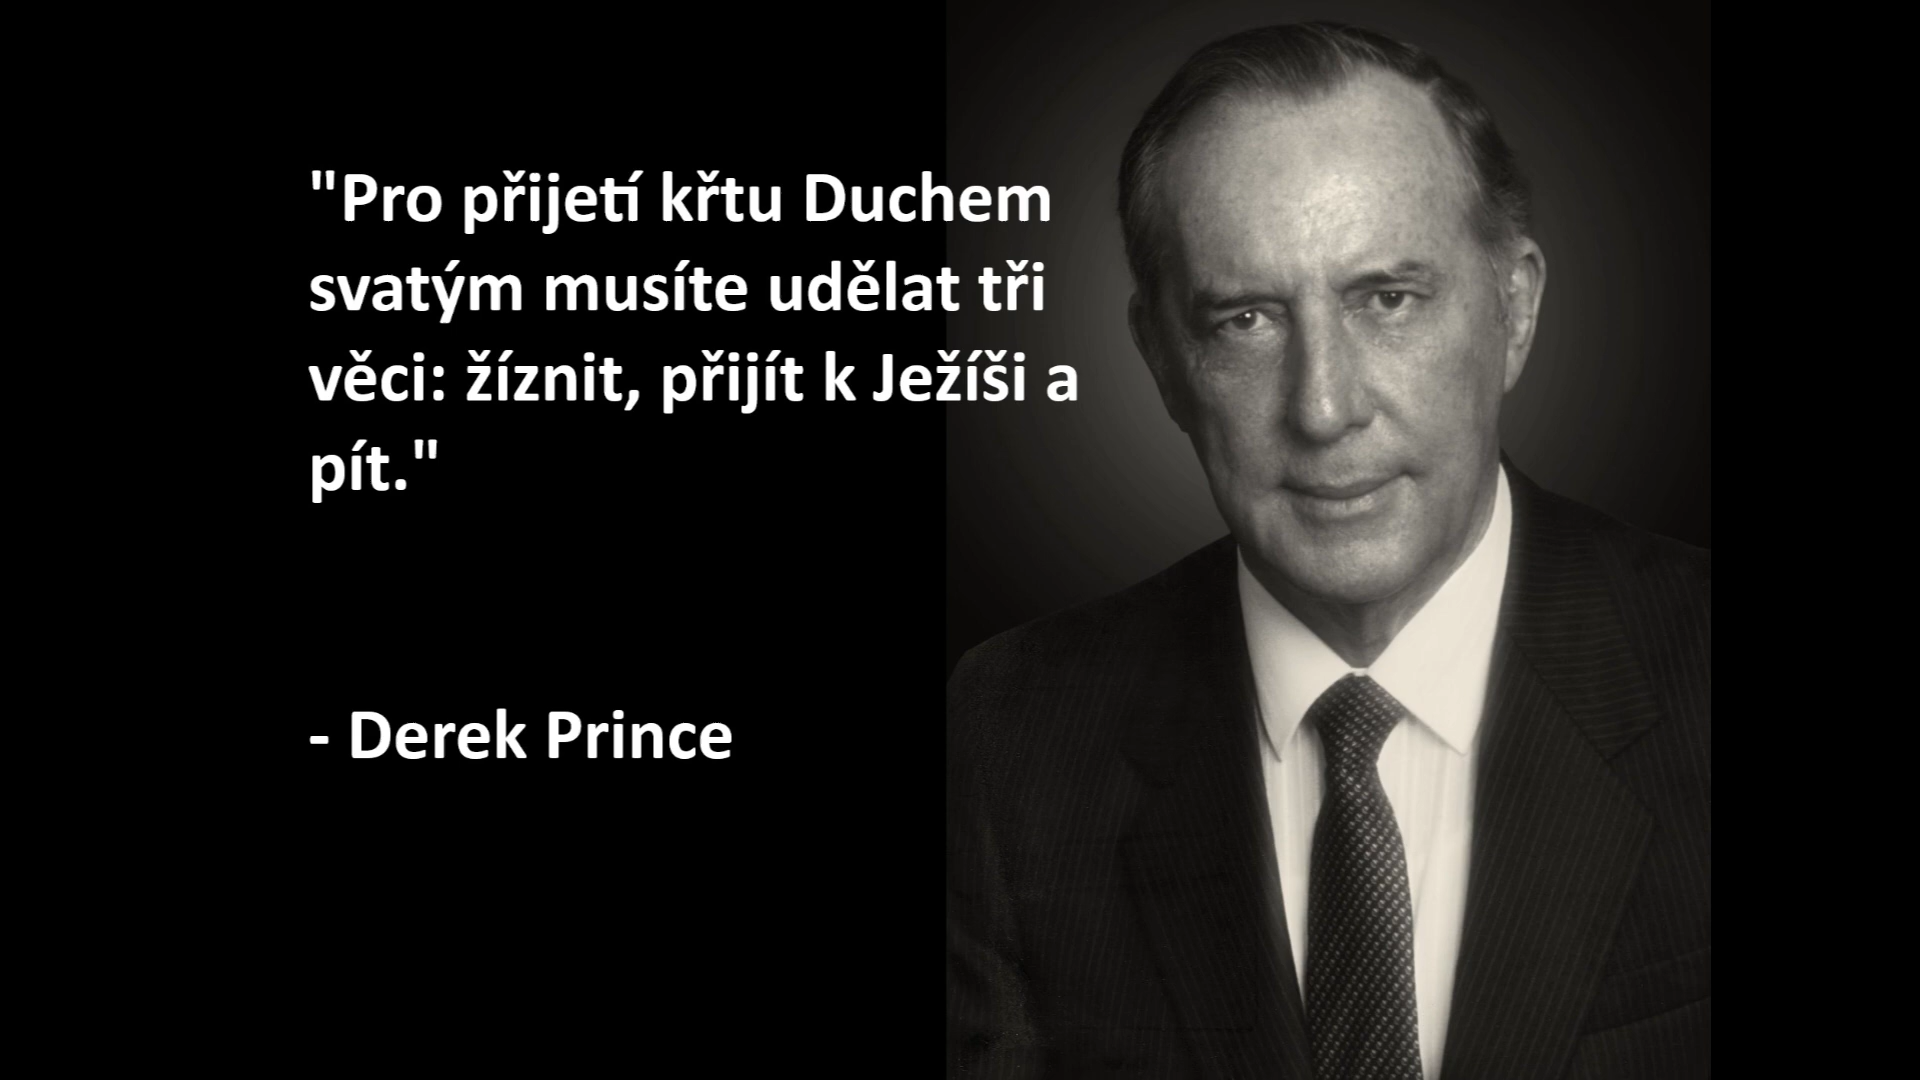 "Pro přijetí křtu Duchem
svatým musíte udělat tři
věci: žíznit, přijít k Ježíši a
pít."
- Derek Prince